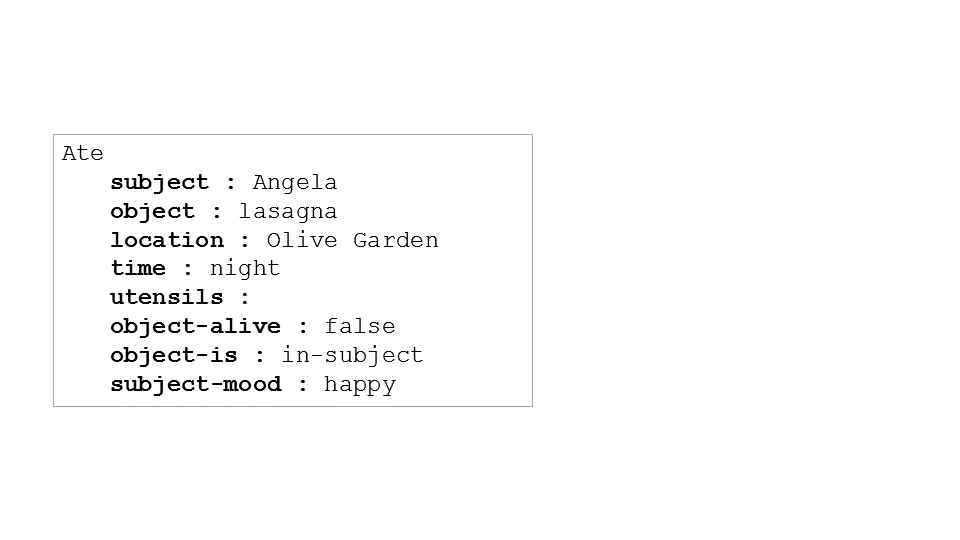 Ate
subject : Angela
object : lasagna
location : Olive Garden
time : night
utensils :
object-alive : false
object-is : in-subject
subject-mood : happy